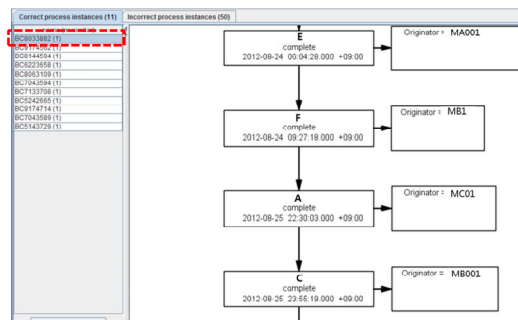 Correct process instances (11)
Incorrect process instances (50)
BC8033882 (1)
BC9174562 (1)
BC8144594 (1)
BC6223658 (1)
BC8063109 (1)
BC7043594 (1)
BC7133708 (1)
BC5242665 (1)
BC9174714 (1)
BC7043589 (1)
BC5143729 (1)
E
complete
2012-08-24 00:04:28.000 +09:00
Originator = MA001
F
complete
2012-08-24 09:27:18.000 +09:00
Originator = MB1
A
complete
2012-08-25 22:30:03.000 +09:00
Originator = MC01
C
complete
2012-08-25 23:55:19.000 +09:00
Originator = MB001